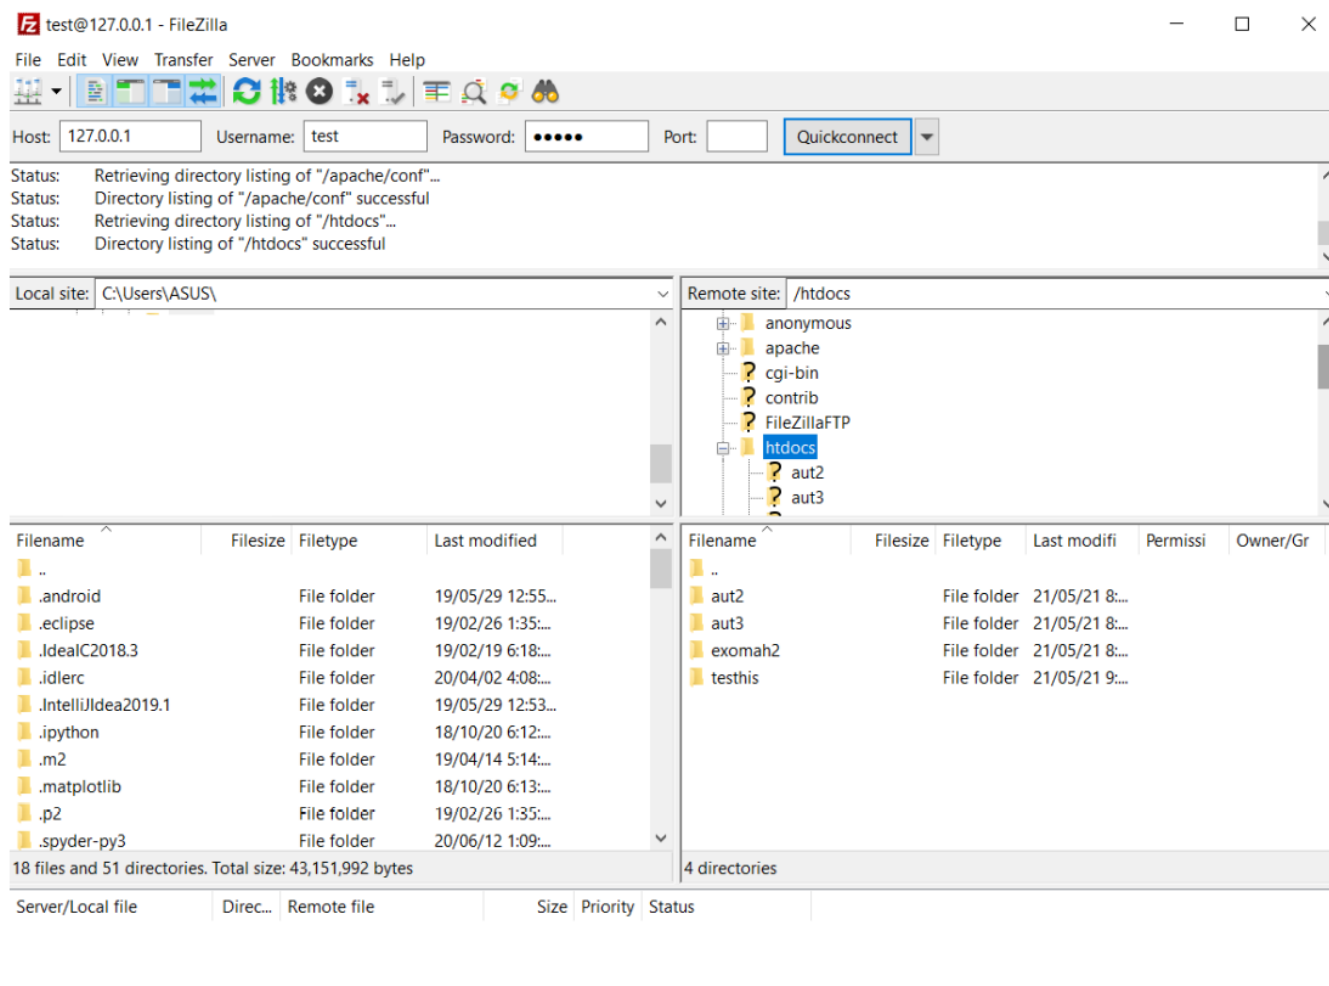 test@127.0.0.1 - FileZilla
File Edit View Transfer Server Bookmarks Help
Host: 127.0.0.1 Username: test Password: ●●●●● Port: Quickconnect
Status: Retrieving directory listing of "/apache/conf"...
Status: Directory listing of "/apache/conf" successful
Status: Retrieving directory listing of "/htdocs"...
Status: Directory listing of "/htdocs" successful
Local site: C:\Users\ASUS\
Remote site: /htdocs
anonymous
apache
cgi-bin
contrib
FileZillaFTP
htdocs
aut2
aut3
Filename Filesize Filetype Last modified
..
.android File folder 19/05/29 12:55...
.eclipse File folder 19/02/26 1:35:...
.IdealC2018.3 File folder 19/02/19 6:18:...
.idlerc File folder 20/04/02 4:08:...
.IntelliJIdea2019.1 File folder 19/05/29 12:53...
.ipython File folder 18/10/20 6:12:...
.m2 File folder 19/04/14 5:14:...
.matplotlib File folder 18/10/20 6:13:...
.p2 File folder 19/02/26 1:35:...
.spyder-py3 File folder 20/06/12 1:09:...
18 files and 51 directories. Total size: 43,151,992 bytes
Filename Filesize Filetype Last modifi Permissi Owner/Gr
..
aut2 File folder 21/05/21 8:...
aut3 File folder 21/05/21 8:...
exomah2 File folder 21/05/21 8:...
testhis File folder 21/05/21 9:...
4 directories
Server/Local file Direc... Remote file Size Priority Status